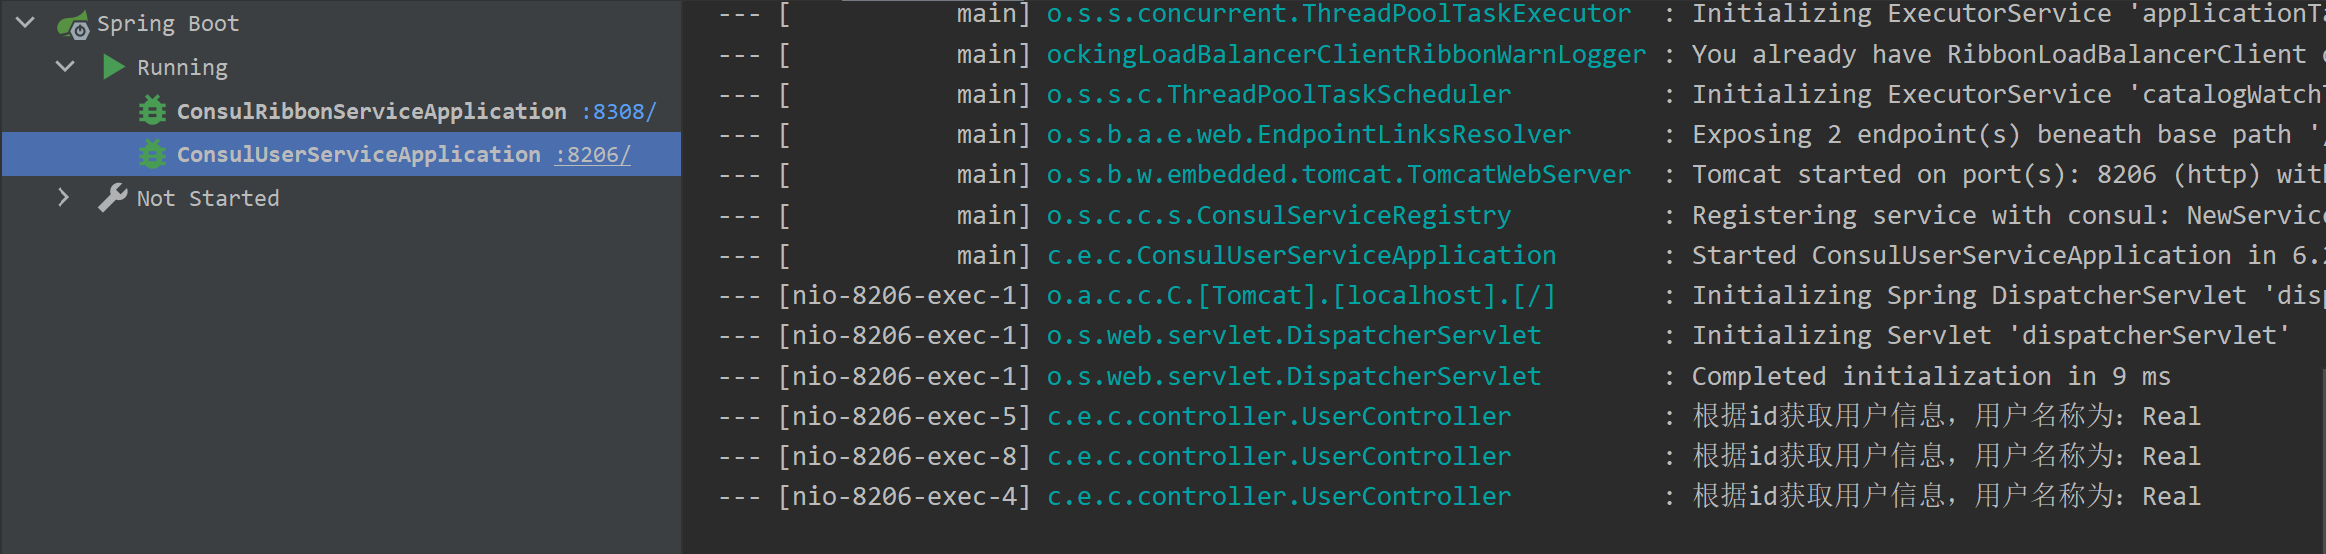 Spring Boot
Running
ConsulRibbonServiceApplication :8308/
ConsulUserServiceApplication :8206/
Not Started
--- [           main] o.s.s.concurrent.ThreadPoolTaskExecutor  : Initializing ExecutorService 'applicationTa
--- [           main] ockingLoadBalancerClientRibbonWarnLogger : You already have RibbonLoadBalancerClient
--- [           main] o.s.s.c.ThreadPoolTaskScheduler          : Initializing ExecutorService 'catalogWatchT
--- [           main] o.s.b.a.e.web.EndpointLinksResolver      : Exposing 2 endpoint(s) beneath base path '/
--- [           main] o.s.b.w.embedded.tomcat.TomcatWebServer  : Tomcat started on port(s): 8206 (http) with
--- [           main] o.s.c.c.s.ConsulServiceRegistry          : Registering service with consul: NewService
--- [           main] c.e.c.ConsulUserServiceApplication       : Started ConsulUserServiceApplication in 6.2
--- [nio-8206-exec-1] o.a.c.c.C.[Tomcat].[localhost].[/]       : Initializing Spring DispatcherServlet 'disp
--- [nio-8206-exec-1] o.s.web.servlet.DispatcherServlet        : Initializing Servlet 'dispatcherServlet'
--- [nio-8206-exec-1] o.s.web.servlet.DispatcherServlet        : Completed initialization in 9 ms
--- [nio-8206-exec-5] c.e.c.controller.UserController          : 根据id获取用户信息，用户名称为：Real
--- [nio-8206-exec-8] c.e.c.controller.UserController          : 根据id获取用户信息，用户名称为：Real
--- [nio-8206-exec-4] c.e.c.controller.UserController          : 根据id获取用户信息，用户名称为：Real